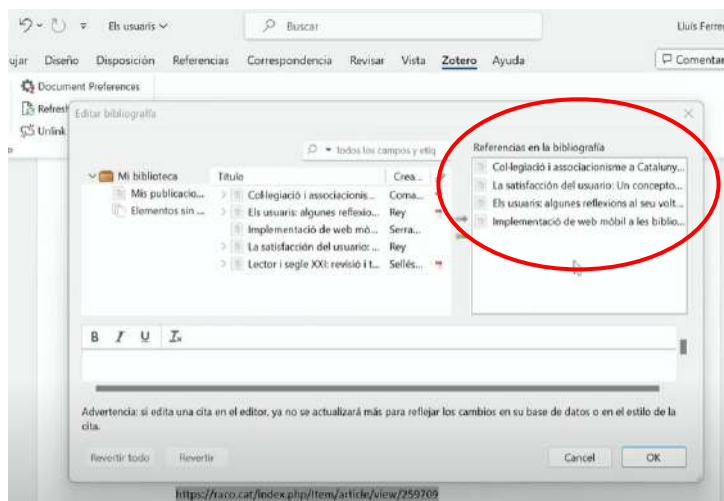 Els usuaris
Buscar
Lluís Ferre
ujar Diseño Disposición Referencias Correspondencia Revisar Vista Zotero Ayuda
Comentar
Document Preferences
Refresh
Unlink
Editar bibliografía
todos los campos y etiq
Referencias en la bibliografía
Mi biblioteca
Mis publicacio...
Elementos sin ...
Título Crea...
Col·legiació i associacionis... Coma...
Els usuaris: algunes reflexio... Rey
Implementació de web mò... Serra...
La satisfacción del usuario: ... Rey
Lector i segle XXI: revisió i t... Sellés...
Col·legiació i associacionisme a Cataluny...
La satisfacción del usuario: Un concepto...
Els usuaris: algunes reflexions al seu volt...
Implementació de web mòbil a les biblio...
B I U Tx
Advertencia: si edita una cita en el editor, ya no se actualizará más para reflejar los cambios en su base de datos o en el estilo de la
cita.
Revertir todo Revertir Cancel OK
https://raco.cat/index.php/Item/article/view/259709